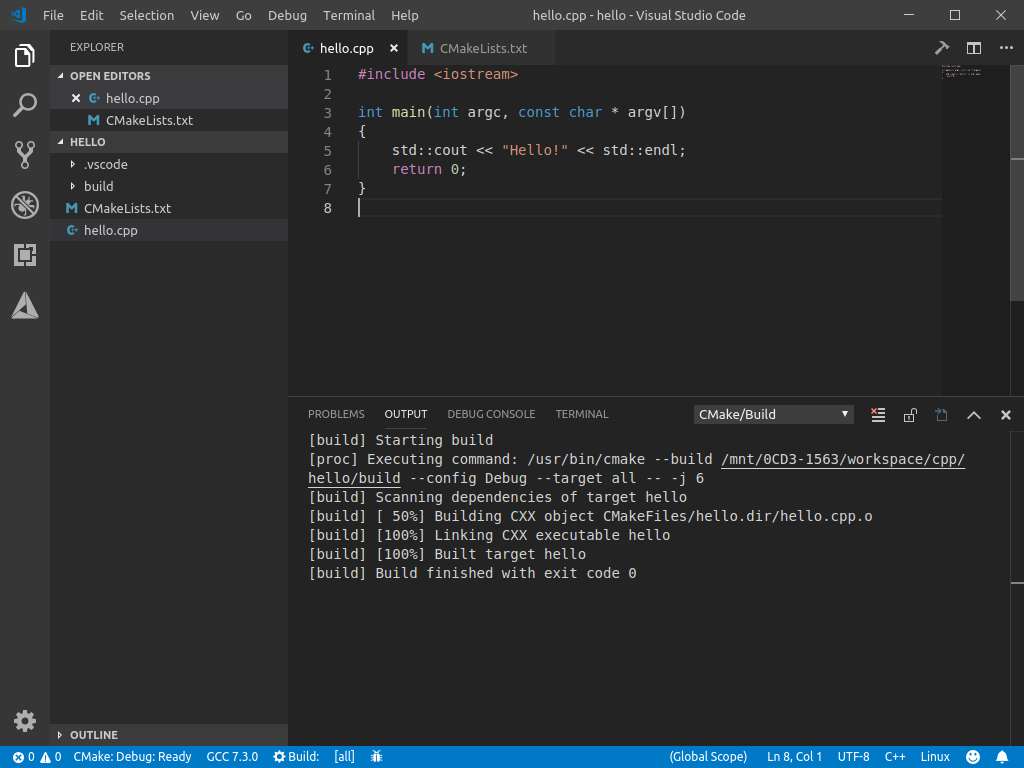 File Edit Selection View Go Debug Terminal Help hello.cpp - hello - Visual Studio Code
EXPLORER
OPEN EDITORS
hello.cpp
CMakeLists.txt
HELLO
.vscode
build
CMakeLists.txt
hello.cpp
OUTLINE
hello.cpp CMakeLists.txt
1 #include <iostream>
2
3 int main(int argc, const char * argv[])
4 {
5 std::cout << "Hello!" << std::endl;
6 return 0;
7 }
8
PROBLEMS OUTPUT DEBUG CONSOLE TERMINAL CMake/Build
[build] Starting build
[proc] Executing command: /usr/bin/cmake --build /mnt/0CD3-1563/workspace/cpp/
hello/build --config Debug --target all -- -j 6
[build] Scanning dependencies of target hello
[build] [ 50%] Building CXX object CMakeFiles/hello.dir/hello.cpp.o
[build] [100%] Linking CXX executable hello
[build] [100%] Built target hello
[build] Build finished with exit code 0
0 0 CMake: Debug: Ready GCC 7.3.0 Build: [all] (Global Scope) Ln 8, Col 1 UTF-8 C++ Linux